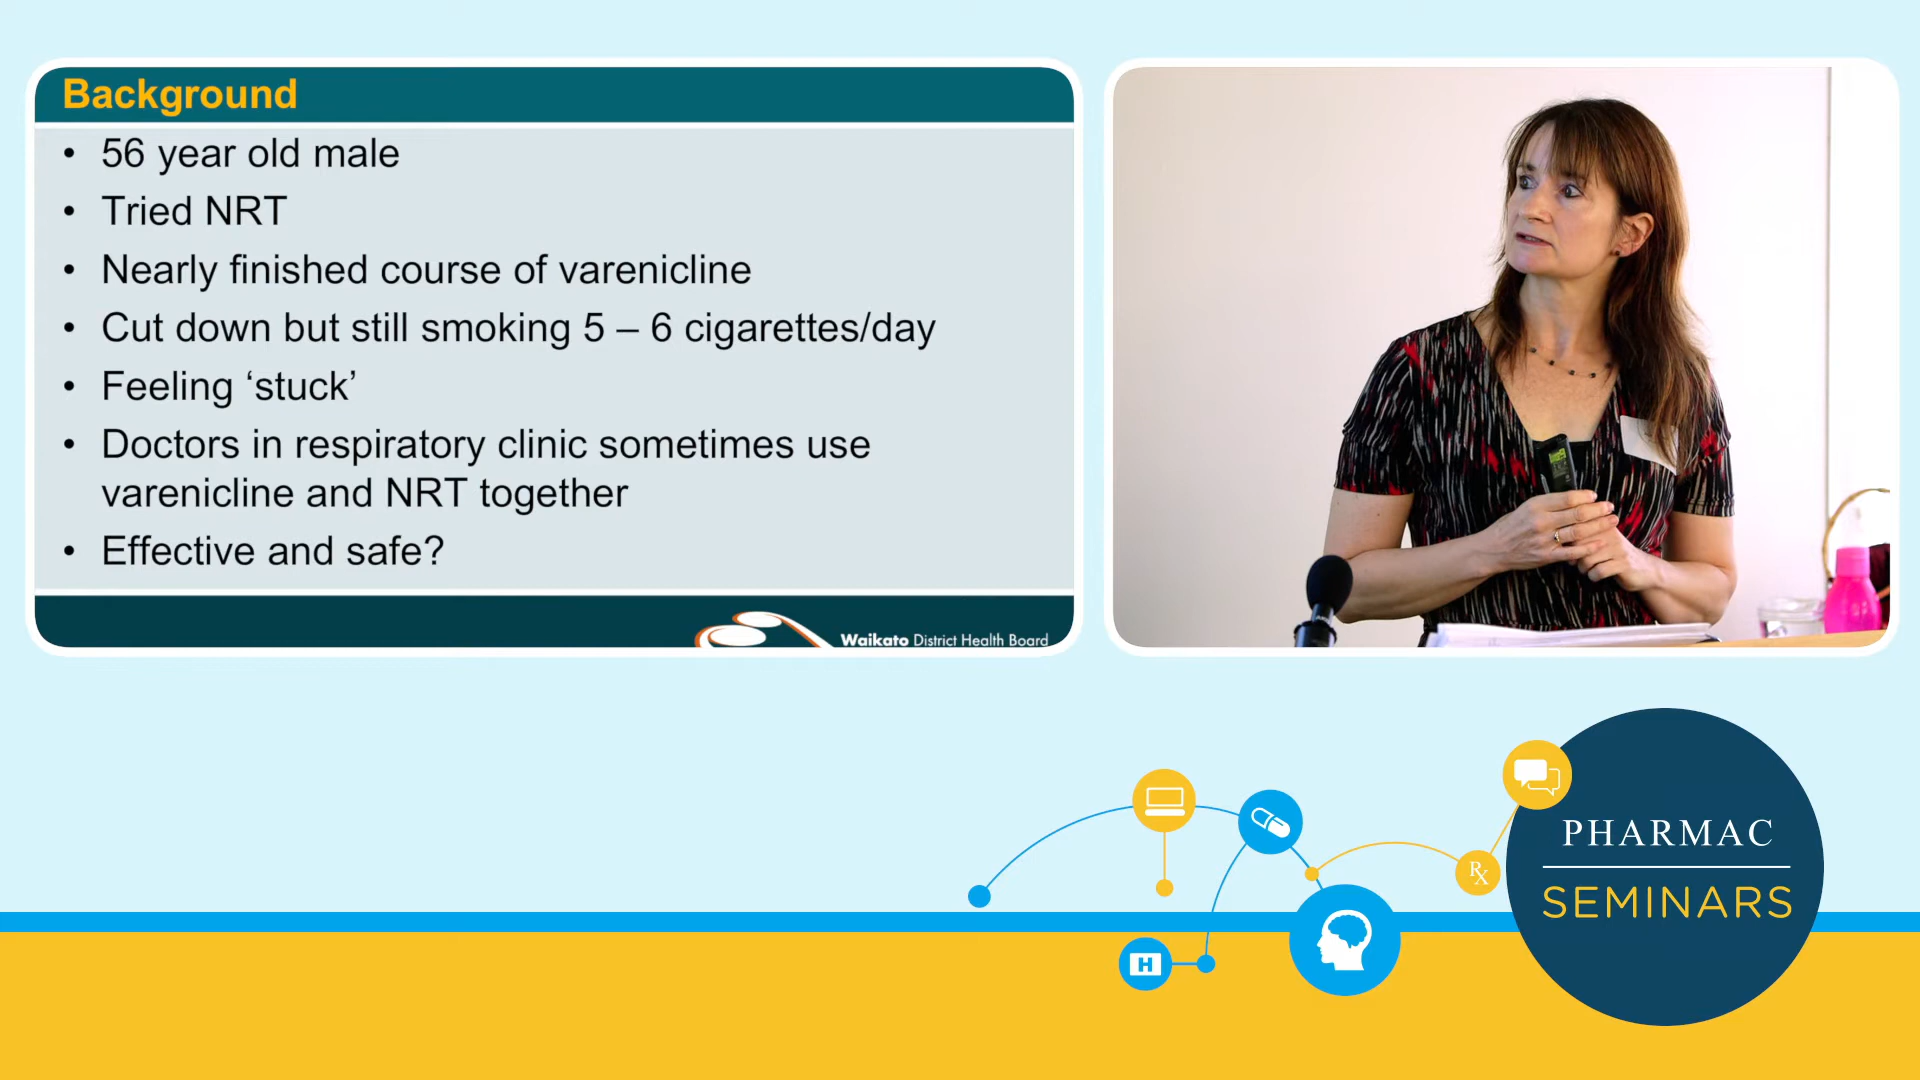 Background
• 56 year old male
• Tried NRT
• Nearly finished course of varenicline
• Cut down but still smoking 5 – 6 cigarettes/day
• Feeling ‘stuck’
• Doctors in respiratory clinic sometimes use
varenicline and NRT together
• Effective and safe?
Waikato District Health Board
H
Rx
PHARMAC
SEMINARS